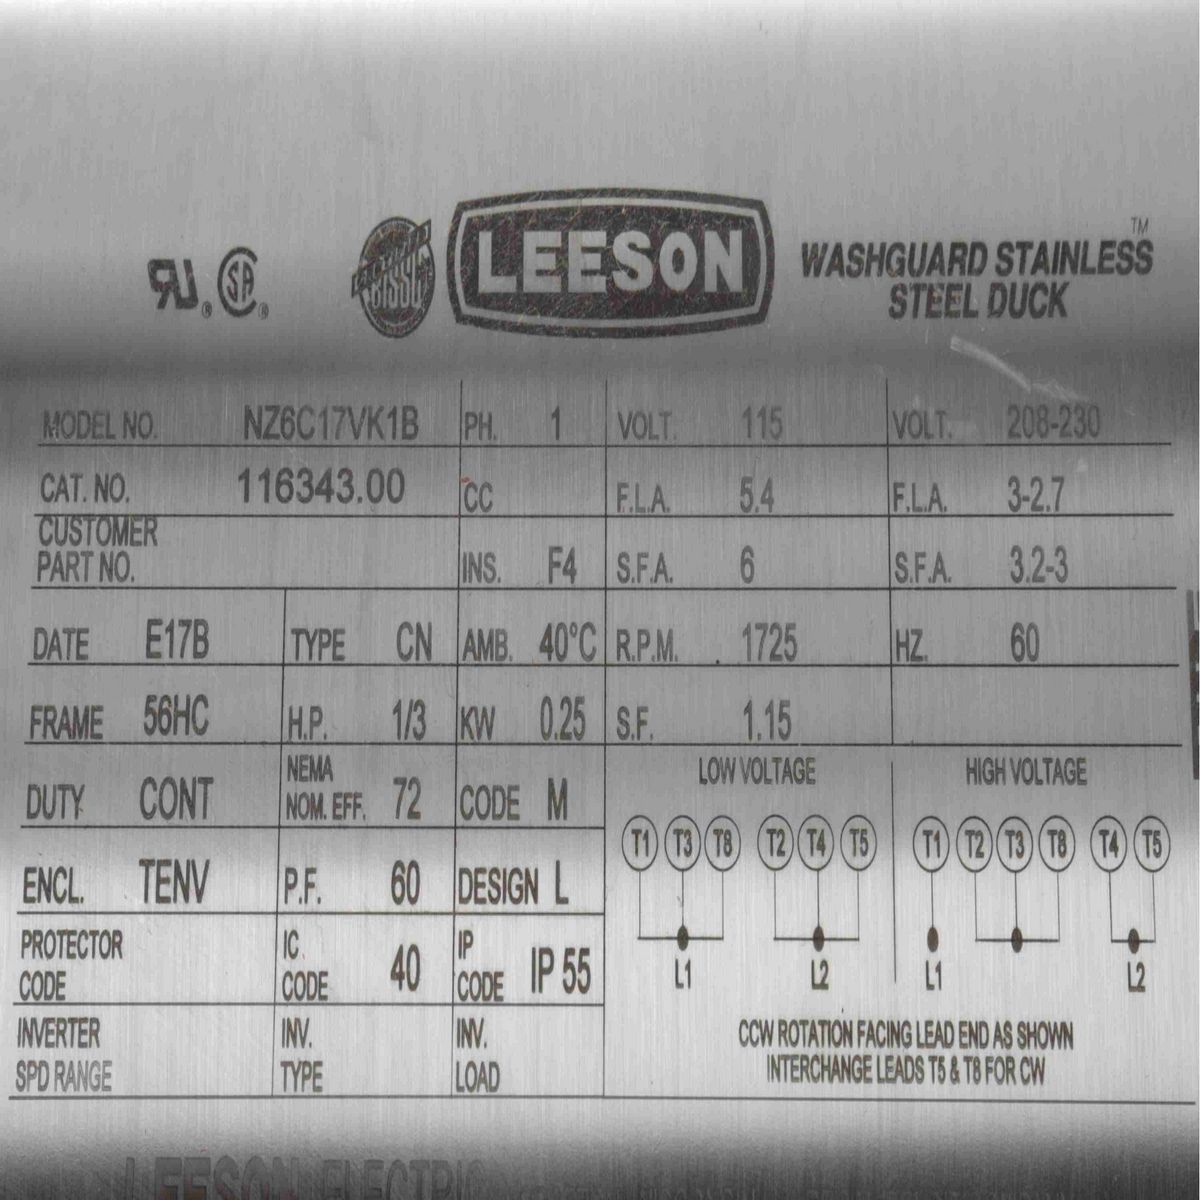 RU ® SA ®
LEESON
WASHGUARD STAINLESS ™
STEEL DUCK
MODEL NO. NZ6C17VK1B PH. 1 VOLT. 115 VOLT. 208-230
CAT. NO. 116343.00 CC F.L.A. 5.4 F.L.A. 3-2.7
CUSTOMER
PART NO. INS. F4 S.F.A. 6 S.F.A. 3.2-3
DATE E17B TYPE CN AMB. 40°C R.P.M. 1725 HZ. 60
FRAME 56HC H.P. 1/3 KW 0.25 S.F. 1.15
LOW VOLTAGE HIGH VOLTAGE
NEMA
DUTY CONT NOM. EFF. 72 CODE M
T1 T3 T8 T2 T4 T5 T1 T2 T3 T8 T4 T5
ENCL. TENV P.F. 60 DESIGN L
PROTECTOR IC IP
CODE CODE 40 CODE IP 55
L1 L2 L1 L2
INVERTER INV. INV.
SPD RANGE TYPE LOAD
CCW ROTATION FACING LEAD END AS SHOWN
INTERCHANGE LEADS T5 & T8 FOR CW
LEESON ELECTRIC